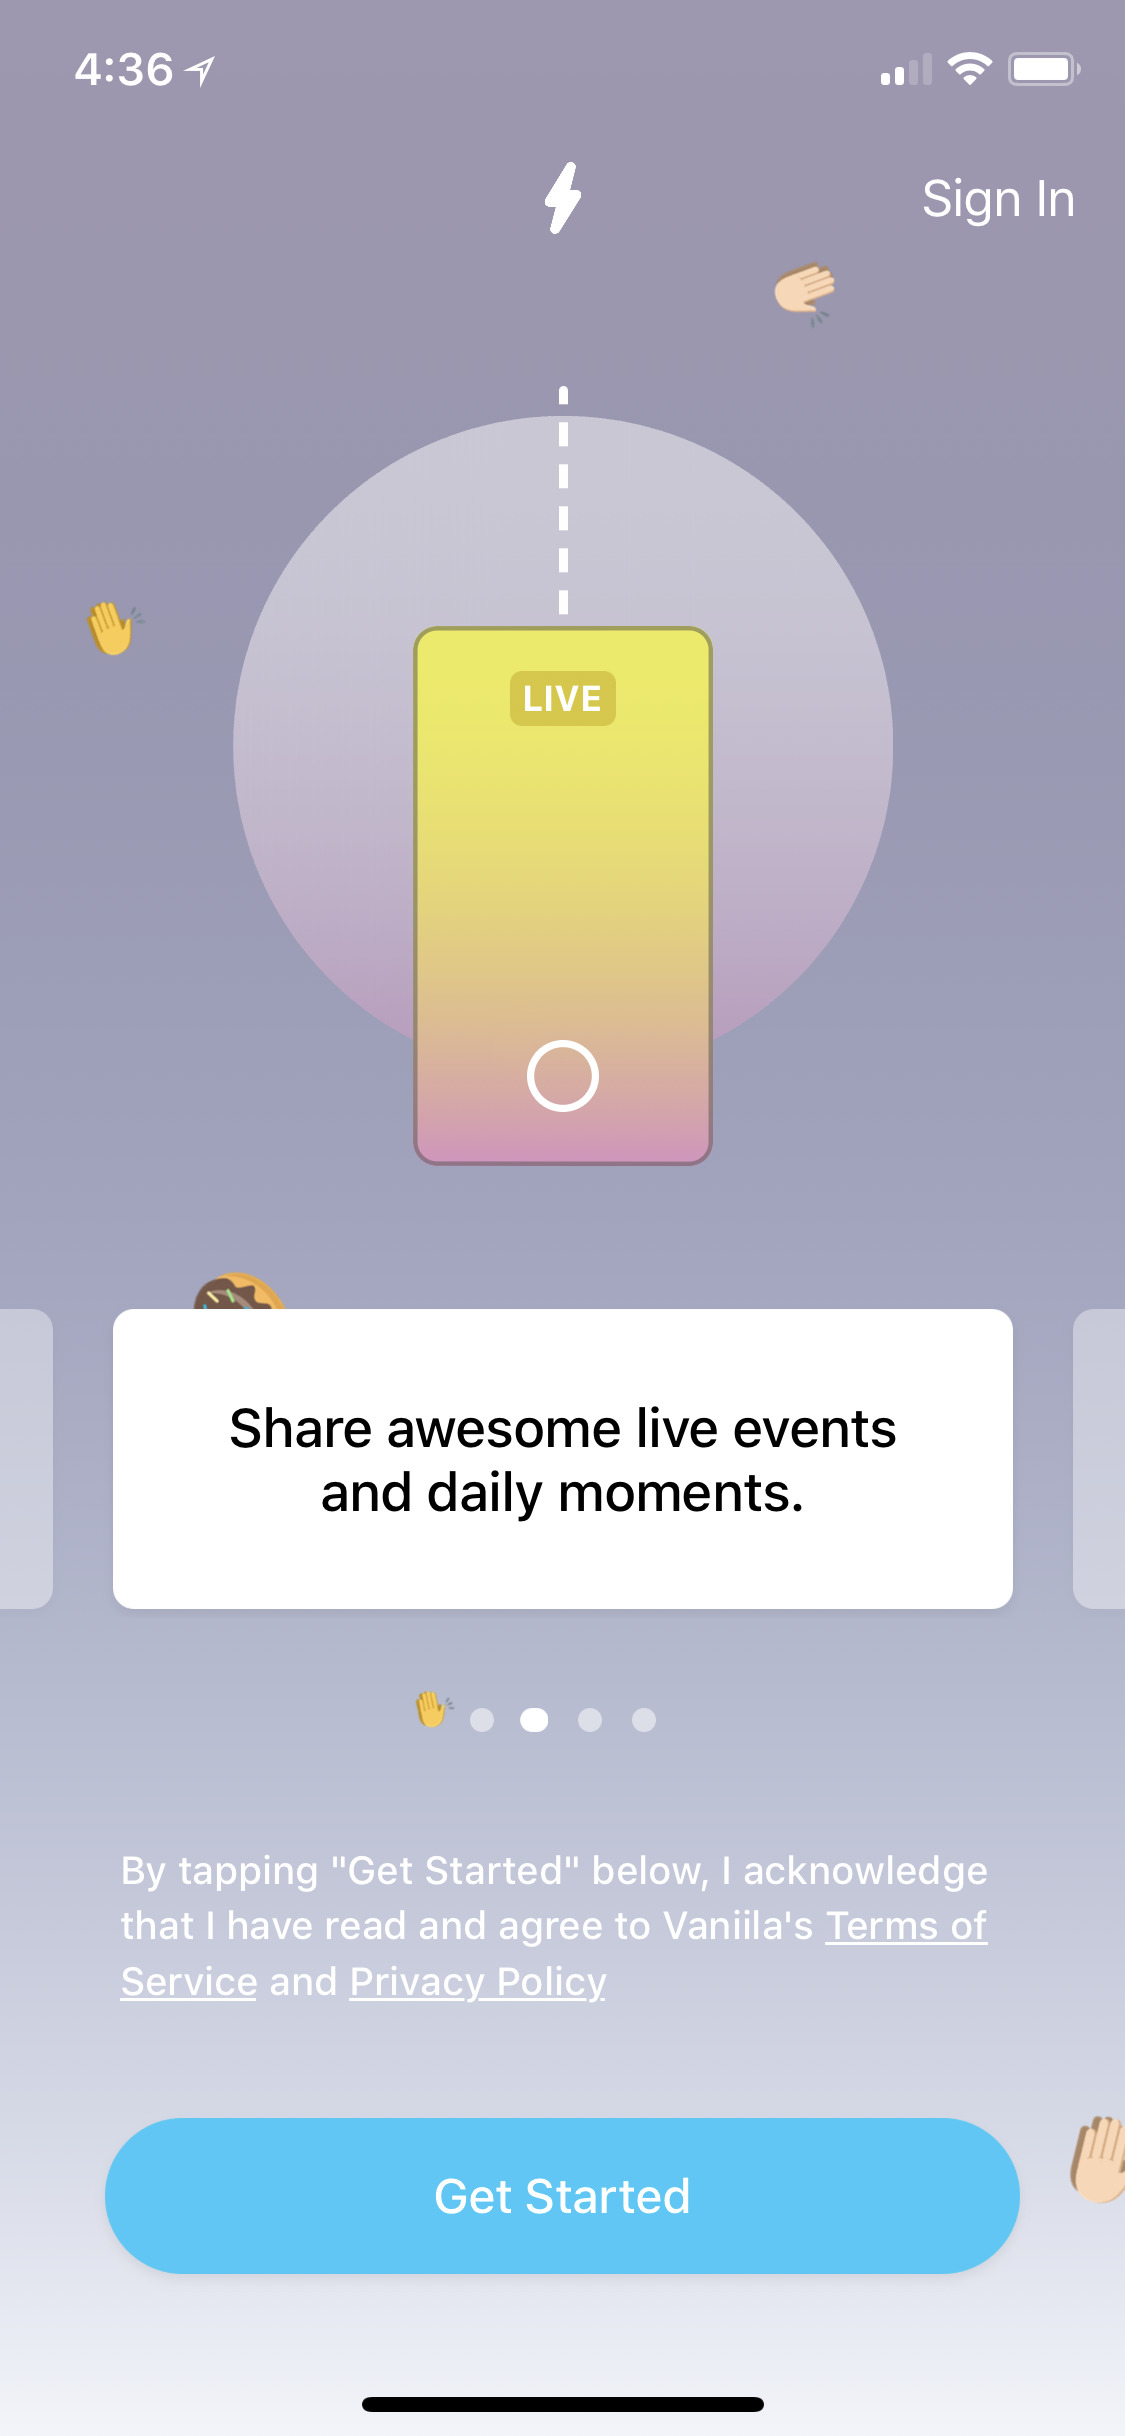 4:36
Sign In
LIVE
Share awesome live events
and daily moments.
By tapping "Get Started" below, I acknowledge
that I have read and agree to Vaniila's Terms of
Service and Privacy Policy
Get Started